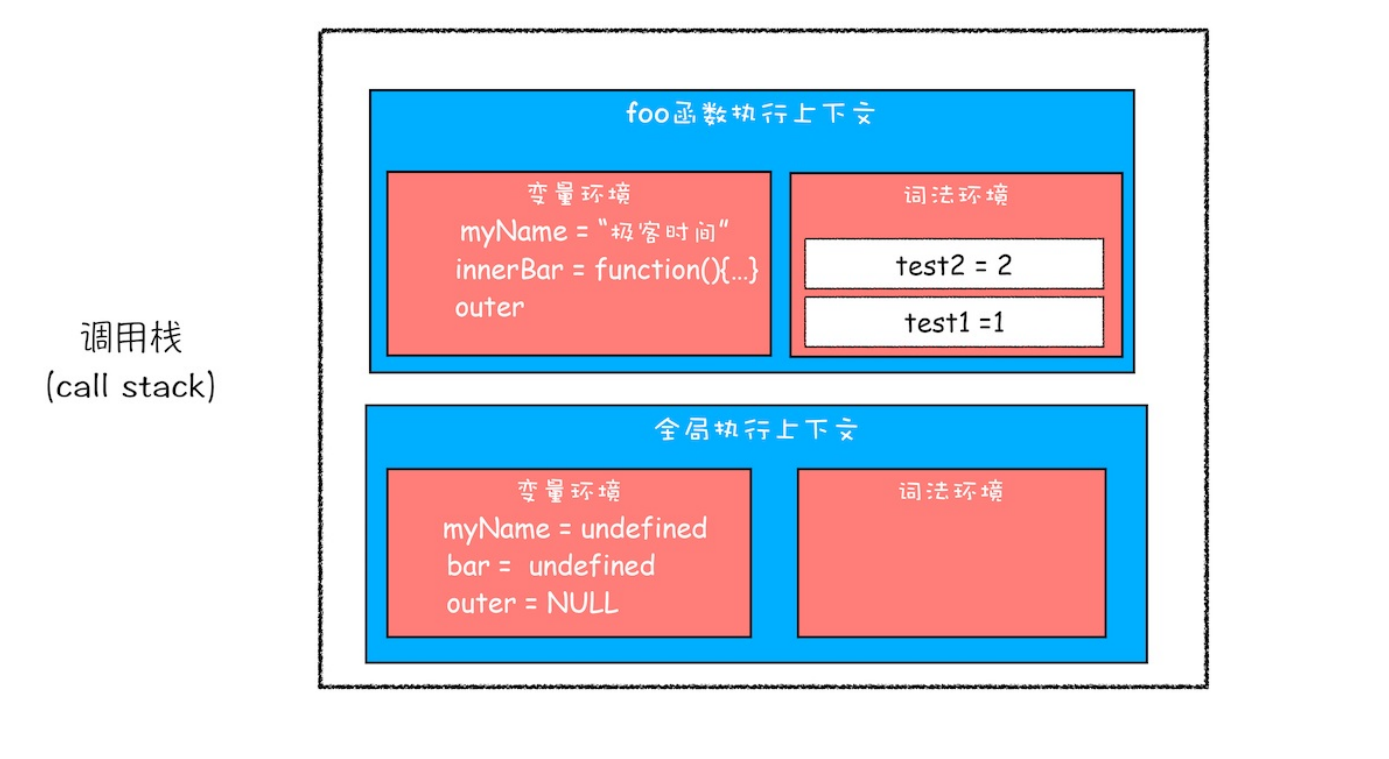 foo函数执行上下文
变量环境
myName = “极客时间”
innerBar = function(){...}
outer
词法环境
test2 = 2
test1 =1
调用栈
(call stack)
全局执行上下文
变量环境
myName = undefined
bar = undefined
outer = NULL
词法环境